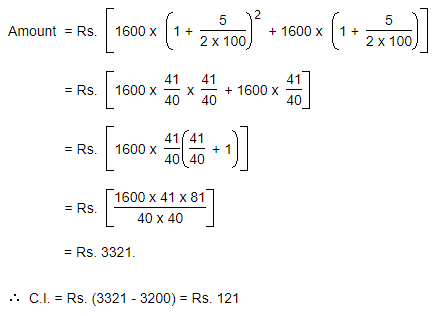 Amount = Rs. [1600 x (1 + 5/(2 x 100))² + 1600 x (1 + 5/(2 x 100))]
= Rs. [1600 x 41/40 x 41/40 + 1600 x 41/40]
= Rs. [1600 x 41/40(41/40 + 1)]
= Rs. [(1600 x 41 x 81)/(40 x 40)]
= Rs. 3321.
∴ C.I. = Rs. (3321 - 3200) = Rs. 121